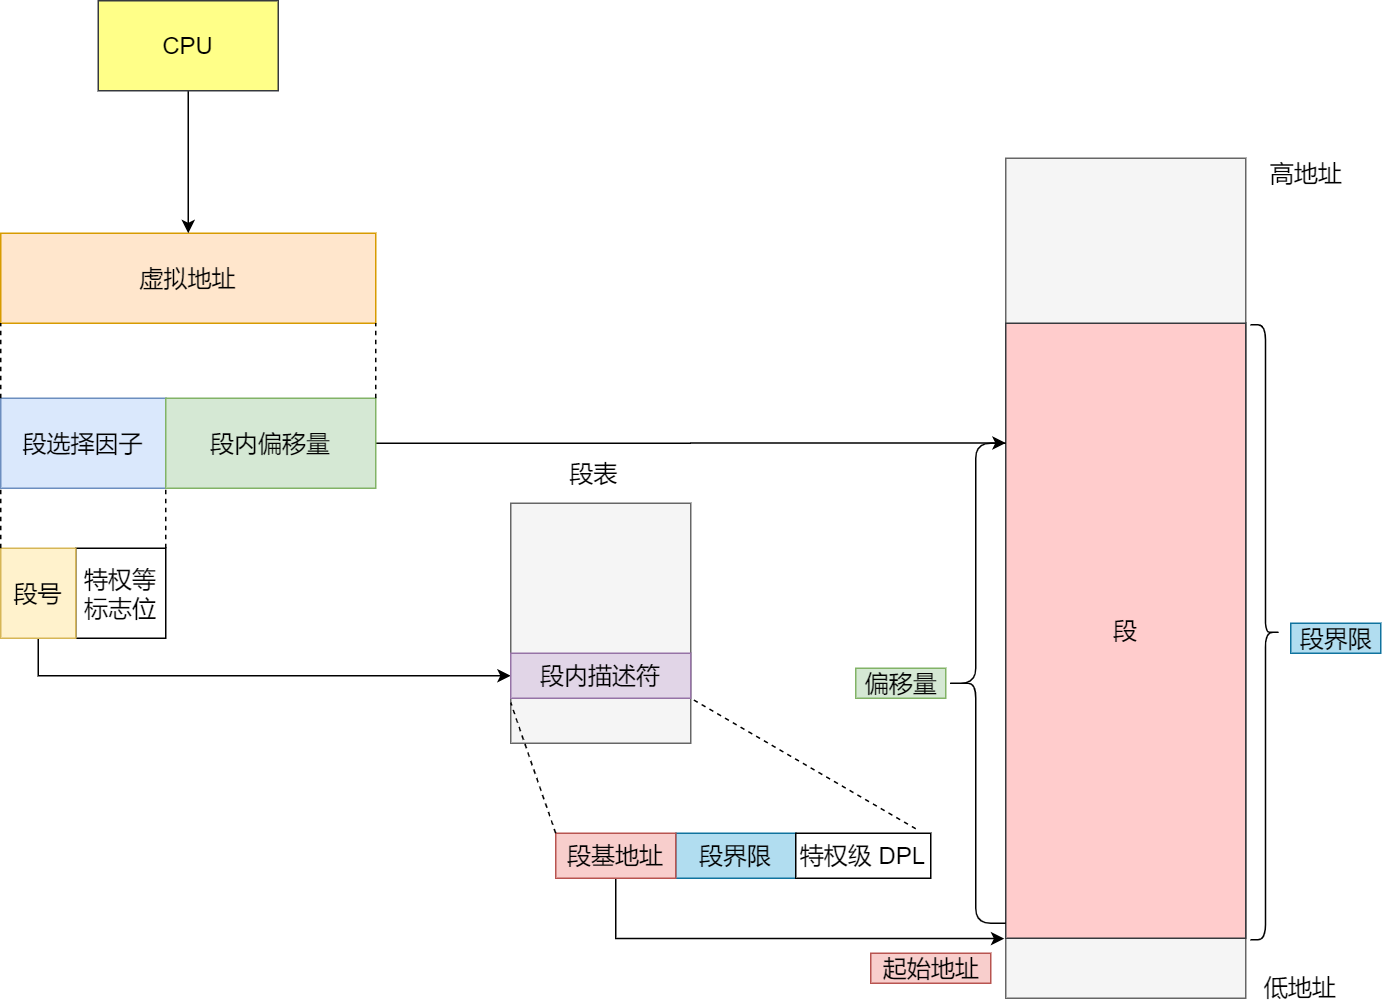 CPU
高地址
虚拟地址
段选择因子
段内偏移量
段表
段号
特权等
标志位
段
段界限
段内描述符
偏移量
段基地址
段界限
特权级 DPL
起始地址
低地址